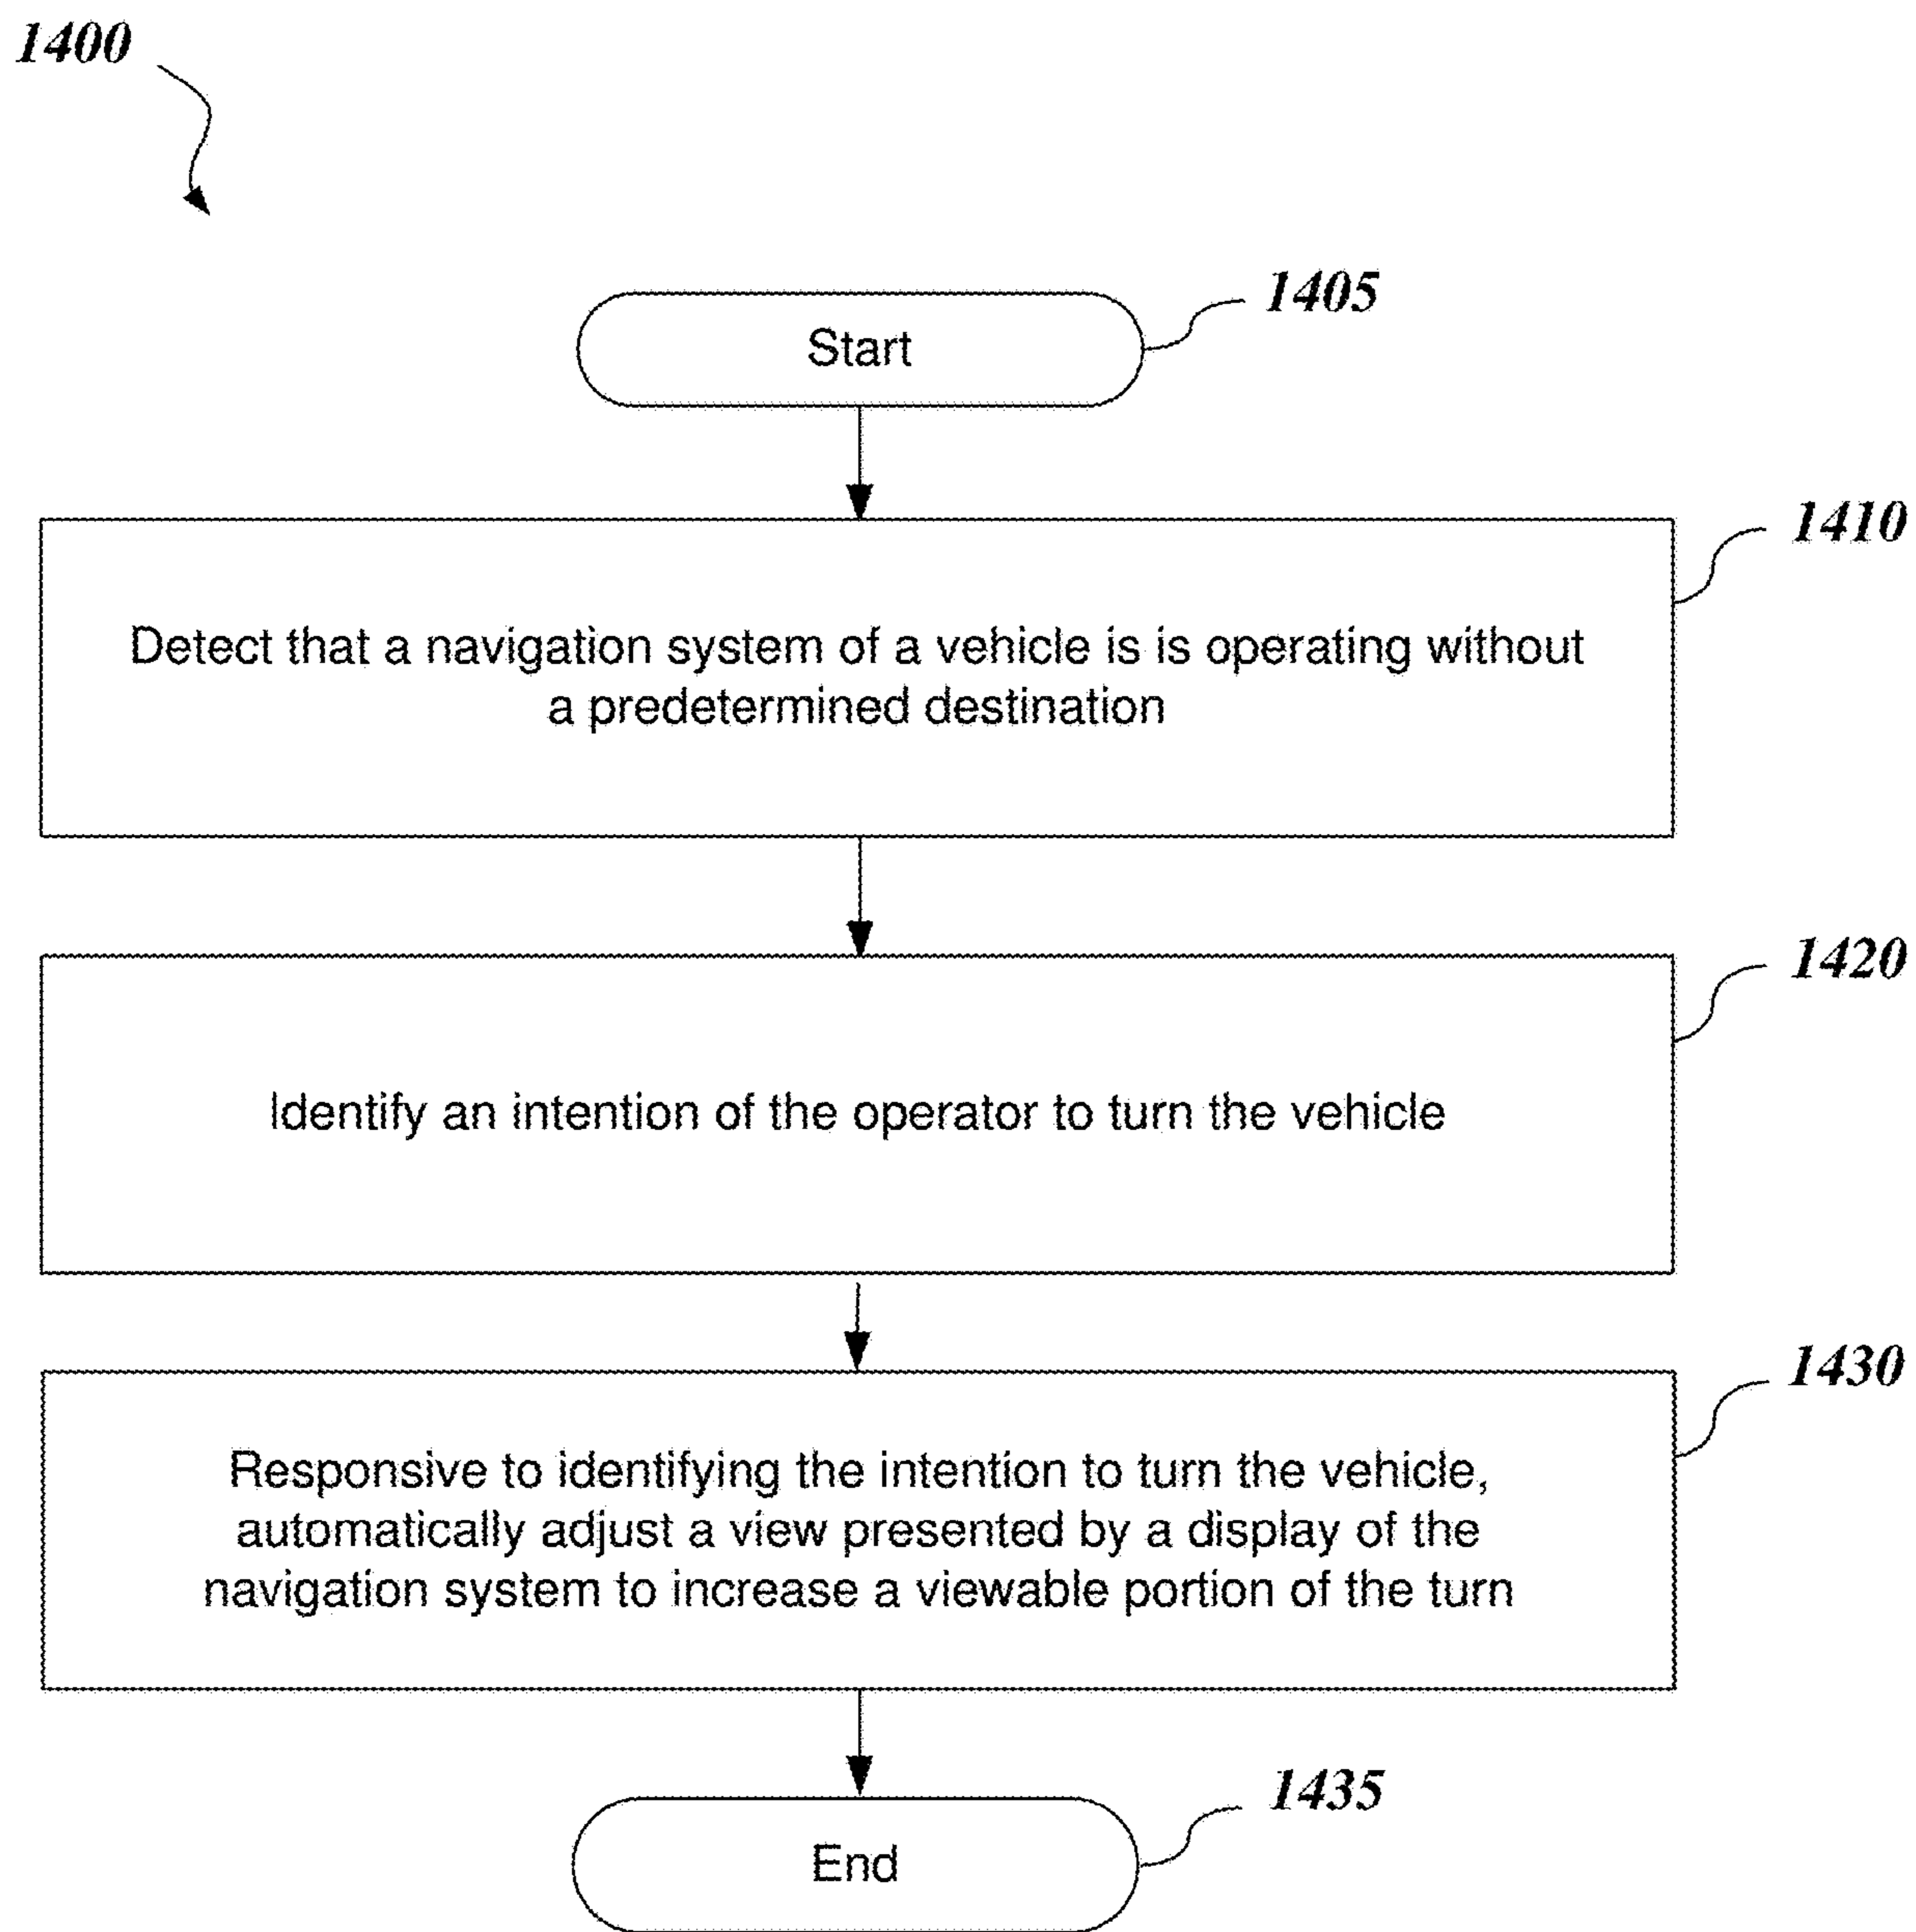 1400
Start
1405
Detect that a navigation system of a vehicle is is operating without
a predetermined destination
1410
Identify an intention of the operator to turn the vehicle
1420
Responsive to identifying the intention to turn the vehicle,
automatically adjust a view presented by a display of the
navigation system to increase a viewable portion of the turn
1430
End
1435